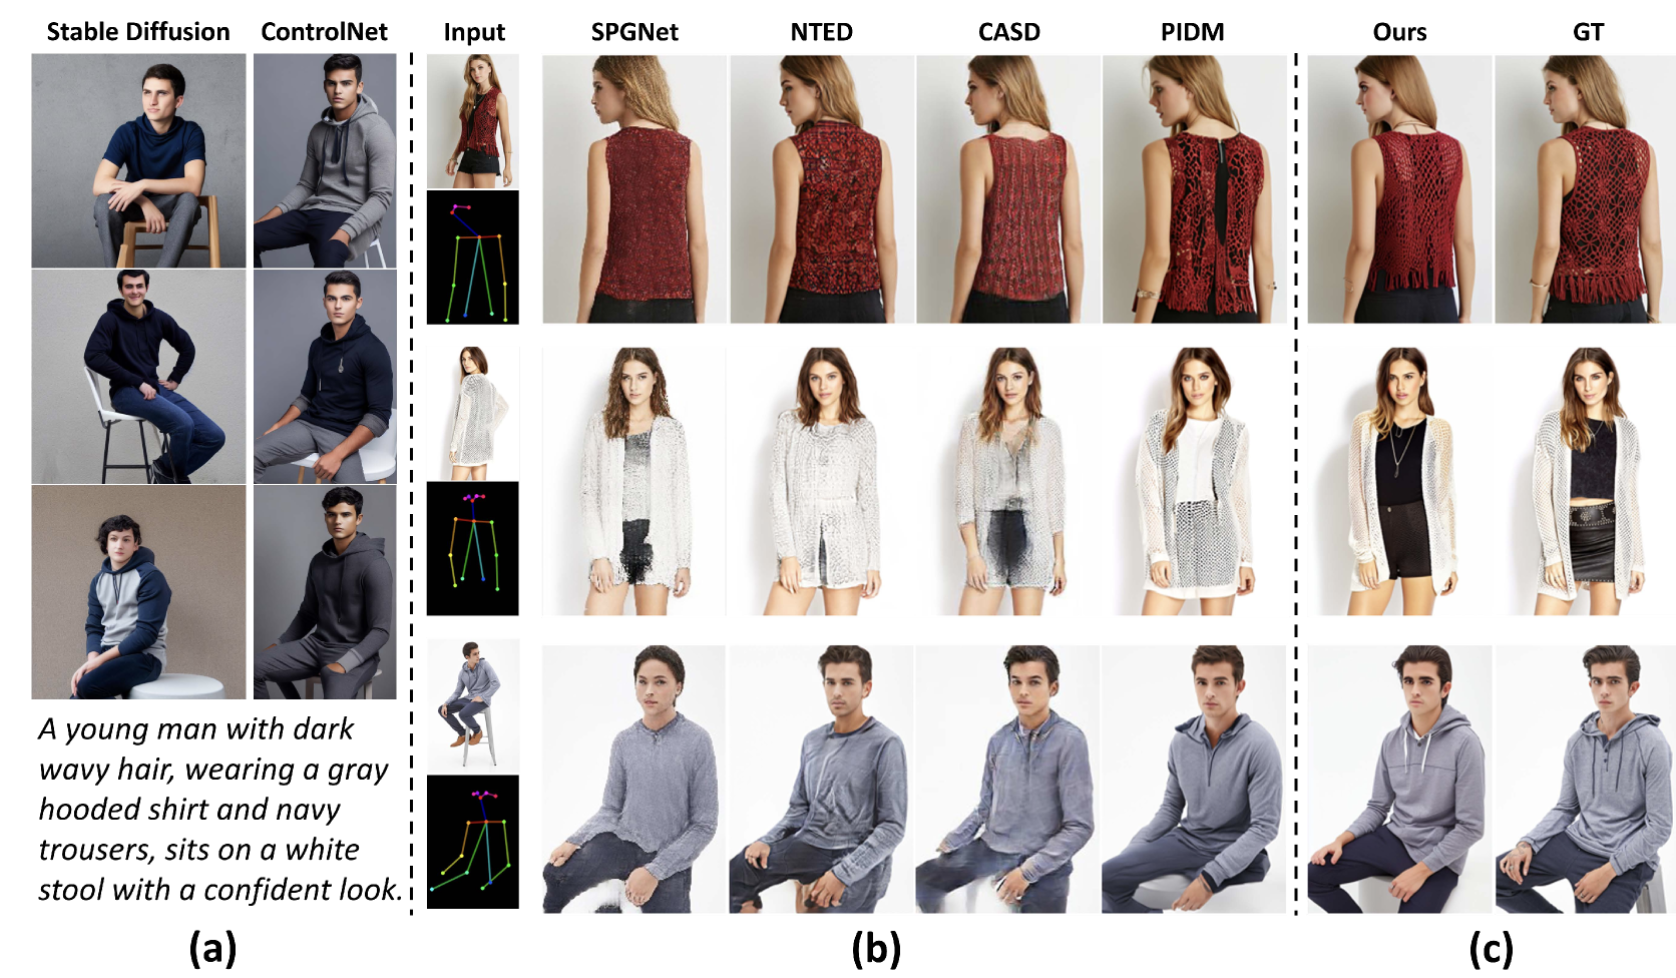 Stable Diffusion ControlNet Input SPGNet NTED CASD PIDM Ours GT
A young man with dark
wavy hair, wearing a gray
hooded shirt and navy
trousers, sits on a white
stool with a confident look.
(a) (b) (c)